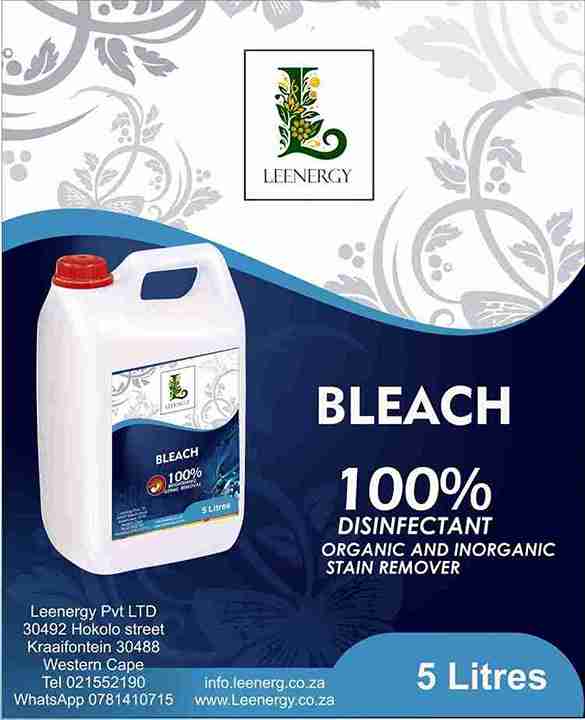 LEENERGY
BLEACH
100%
DISINFECTANT
ORGANIC AND INORGANIC
STAIN REMOVER
LEENERGY
BLEACH
100%
5 Litres
Leenergy Pvt LTD
30492 Hokolo street
Kraaifontein 30488
Western Cape
Tel 021552190
WhatsApp 0781410715
info.leenerg.co.za
www.Leenergy.co.za
5 Litres